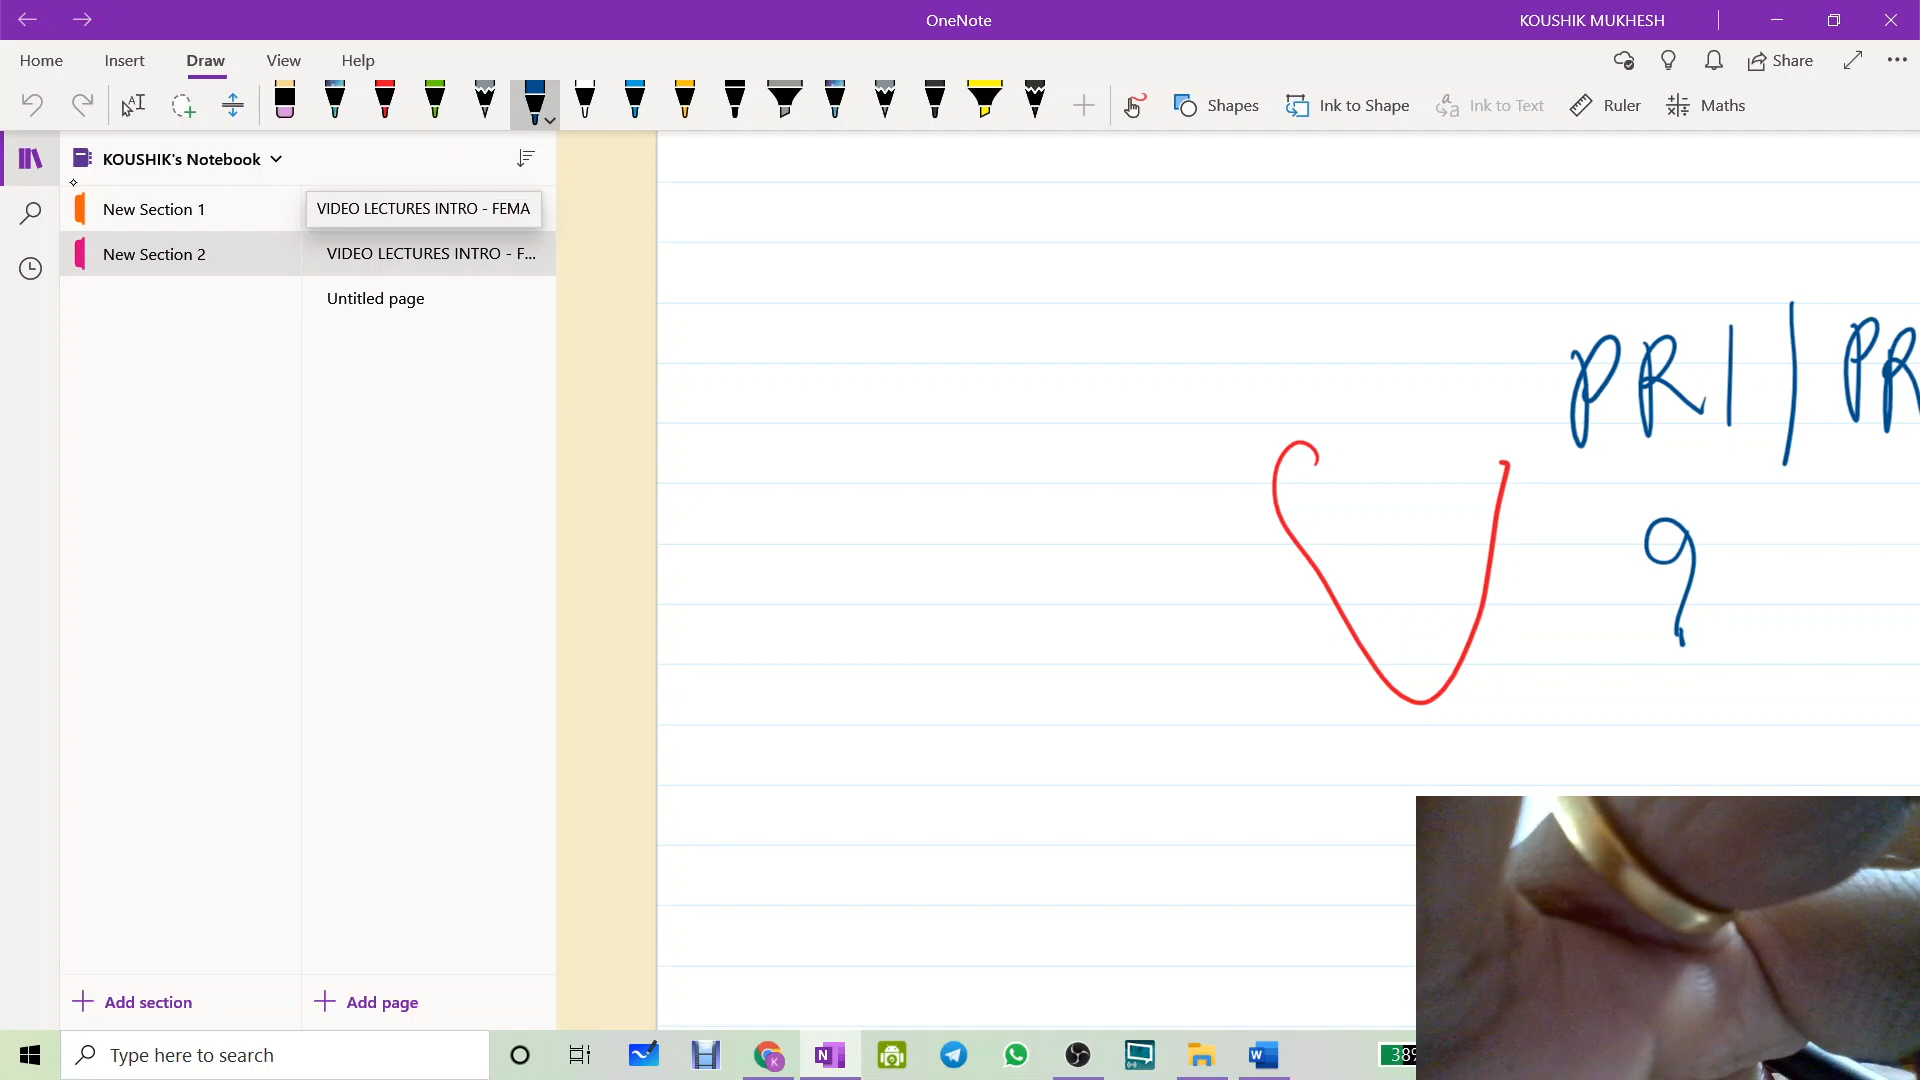 OneNote
KOUSHIK MUKHESH
Home Insert Draw View Help
Share
Shapes Ink to Shape Ink to Text Ruler Maths
KOUSHIK's Notebook
New Section 1
VIDEO LECTURES INTRO - FEMA
New Section 2
VIDEO LECTURES INTRO - F...
Untitled page
PRI | PR
?
Add section
Add page
Type here to search
38%